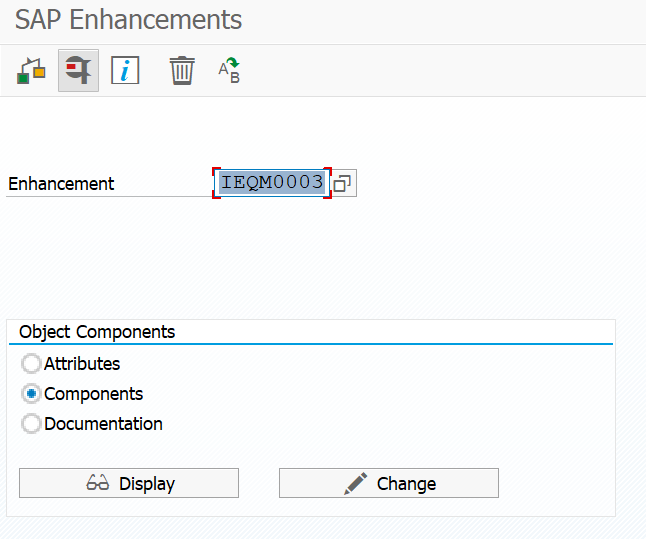 SAP Enhancements
i
A
B
Enhancement IEQM0003
Object Components
Attributes
Components
Documentation
Display Change